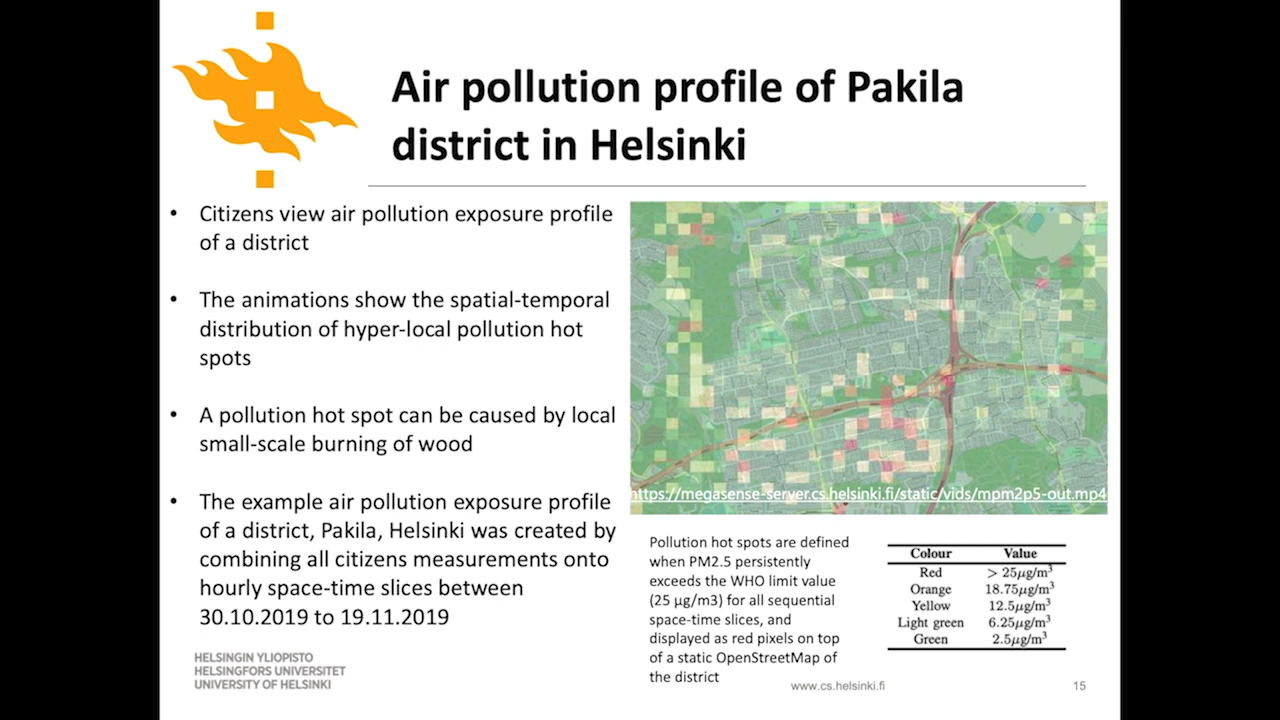 Air pollution profile of Pakila
district in Helsinki
• Citizens view air pollution exposure profile
of a district
• The animations show the spatial-temporal
distribution of hyper-local pollution hot
spots
• A pollution hot spot can be caused by local
small-scale burning of wood
• The example air pollution exposure profile
of a district, Pakila, Helsinki was created by
combining all citizens measurements onto
hourly space-time slices between
30.10.2019 to 19.11.2019
https://megasense-server.cs.helsinki.fi/static/vids/mpm2p5-out.mp4
Pollution hot spots are defined
when PM2.5 persistently
exceeds the WHO limit value
(25 µg/m3) for all sequential
space-time slices, and
displayed as red pixels on top
of a static OpenStreetMap of
the district
Colour Value
Red > 25µg/m³
Orange 18.75µg/m³
Yellow 12.5µg/m³
Light green 6.25µg/m³
Green 2.5µg/m³
HELSINGIN YLIOPISTO
HELSINGFORS UNIVERSITET
UNIVERSITY OF HELSINKI
www.cs.helsinki.fi
15